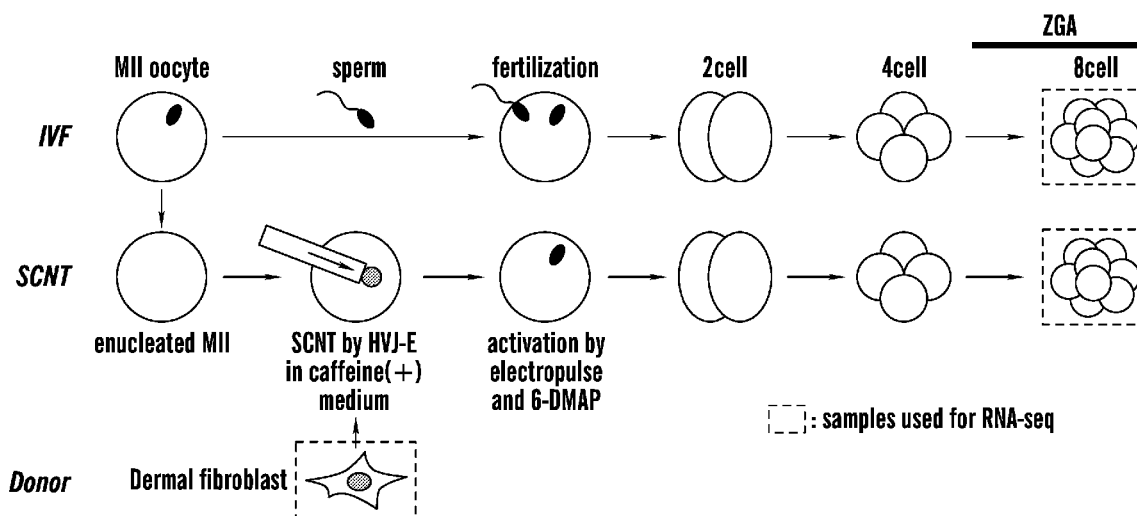 ZGA
MII oocyte sperm fertilization 2cell 4cell 8cell
IVF
SCNT
enucleated MII SCNT by HVJ-E activation by
in caffeine(+) electropulse
medium and 6-DMAP
: samples used for RNA-seq
Donor Dermal fibroblast